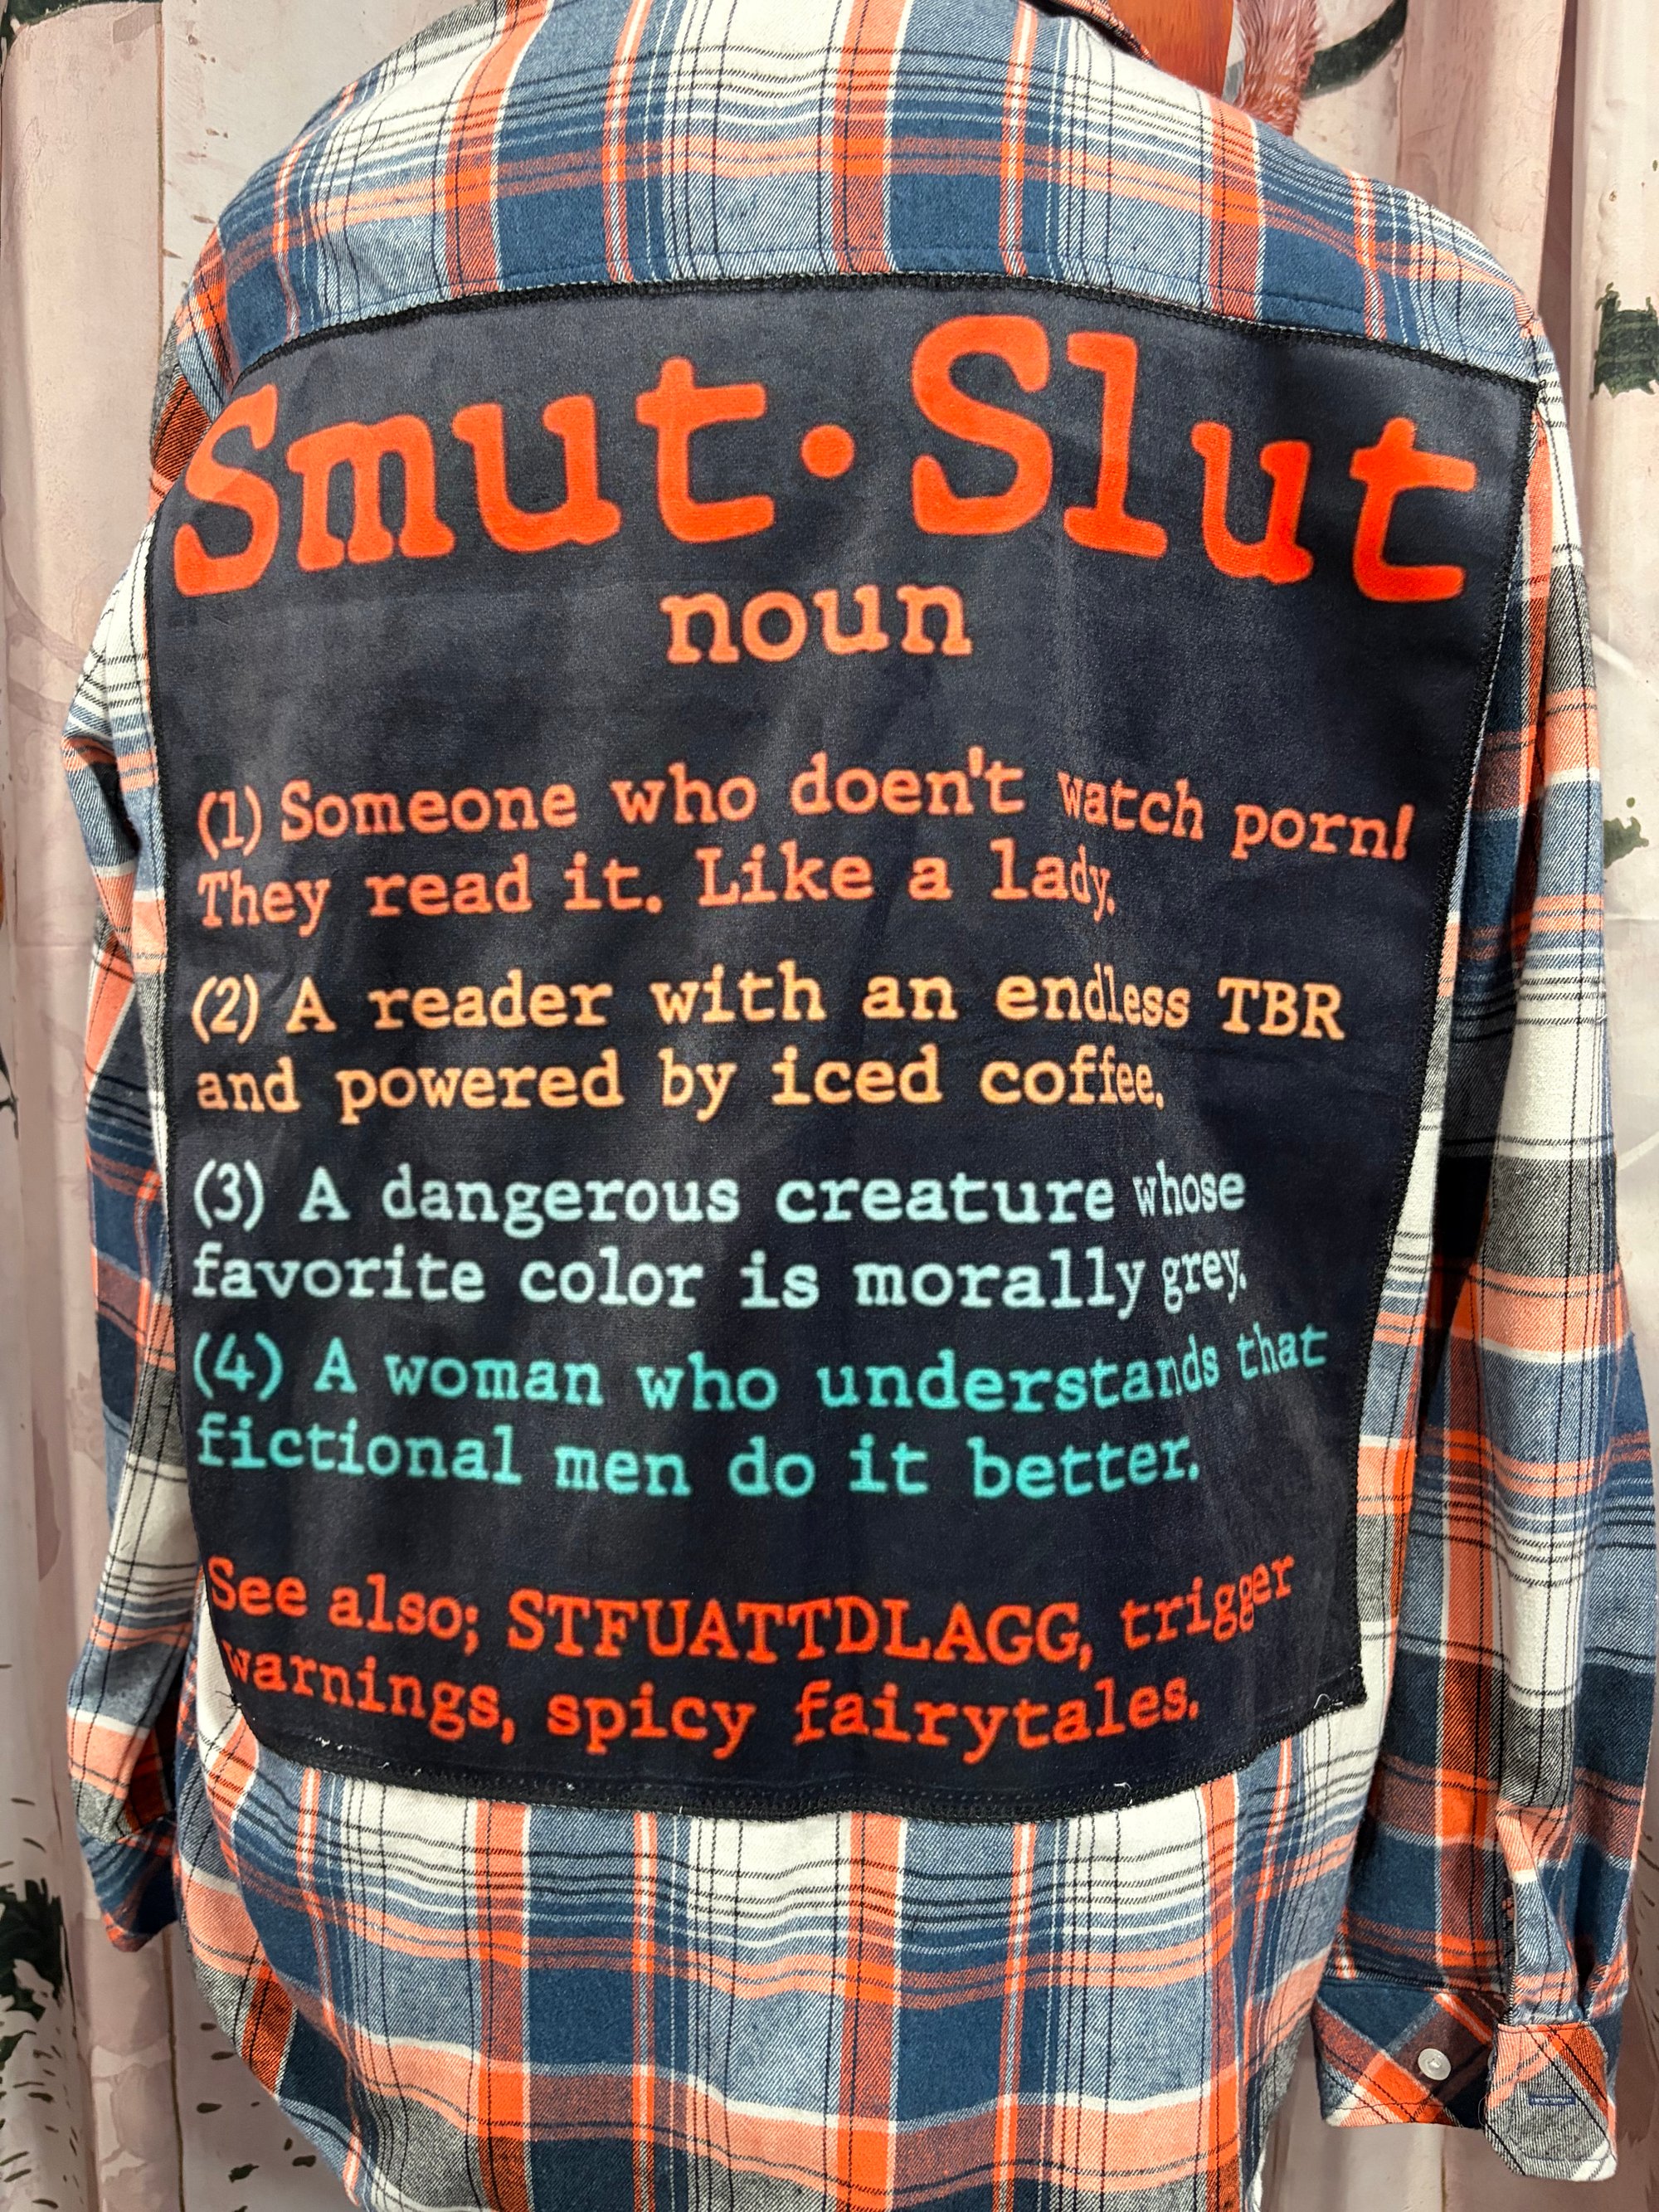 Smut•Slut
noun
(1) Someone who doen't watch porn!
They read it. Like a lady.
(2) A reader with an endless TBR
and powered by iced coffee.
(3) A dangerous creature whose
favorite color is morally grey.
(4) A woman who understands that
fictional men do it better.
See also; STFUATTDLAGG, trigger
warnings, spicy fairytales.